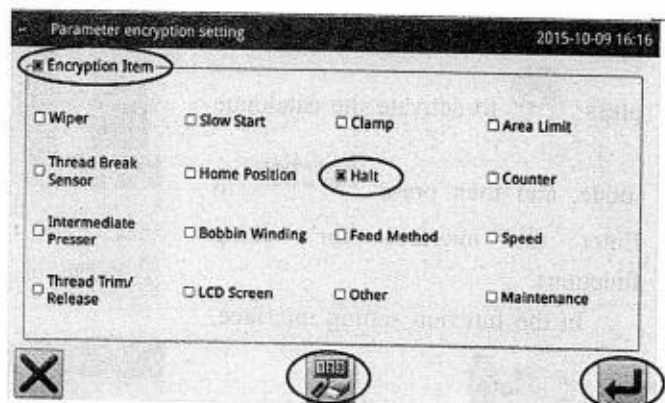 Parameter encryption setting 2015-10-09 16:16
Encryption Item
Wiper Slow Start Clamp Area Limit
Thread Break
Sensor Home Position Halt Counter
Intermediate
Presser Bobbin Winding Feed Method Speed
Thread Trim/
Release LCD Screen Other Maintenance